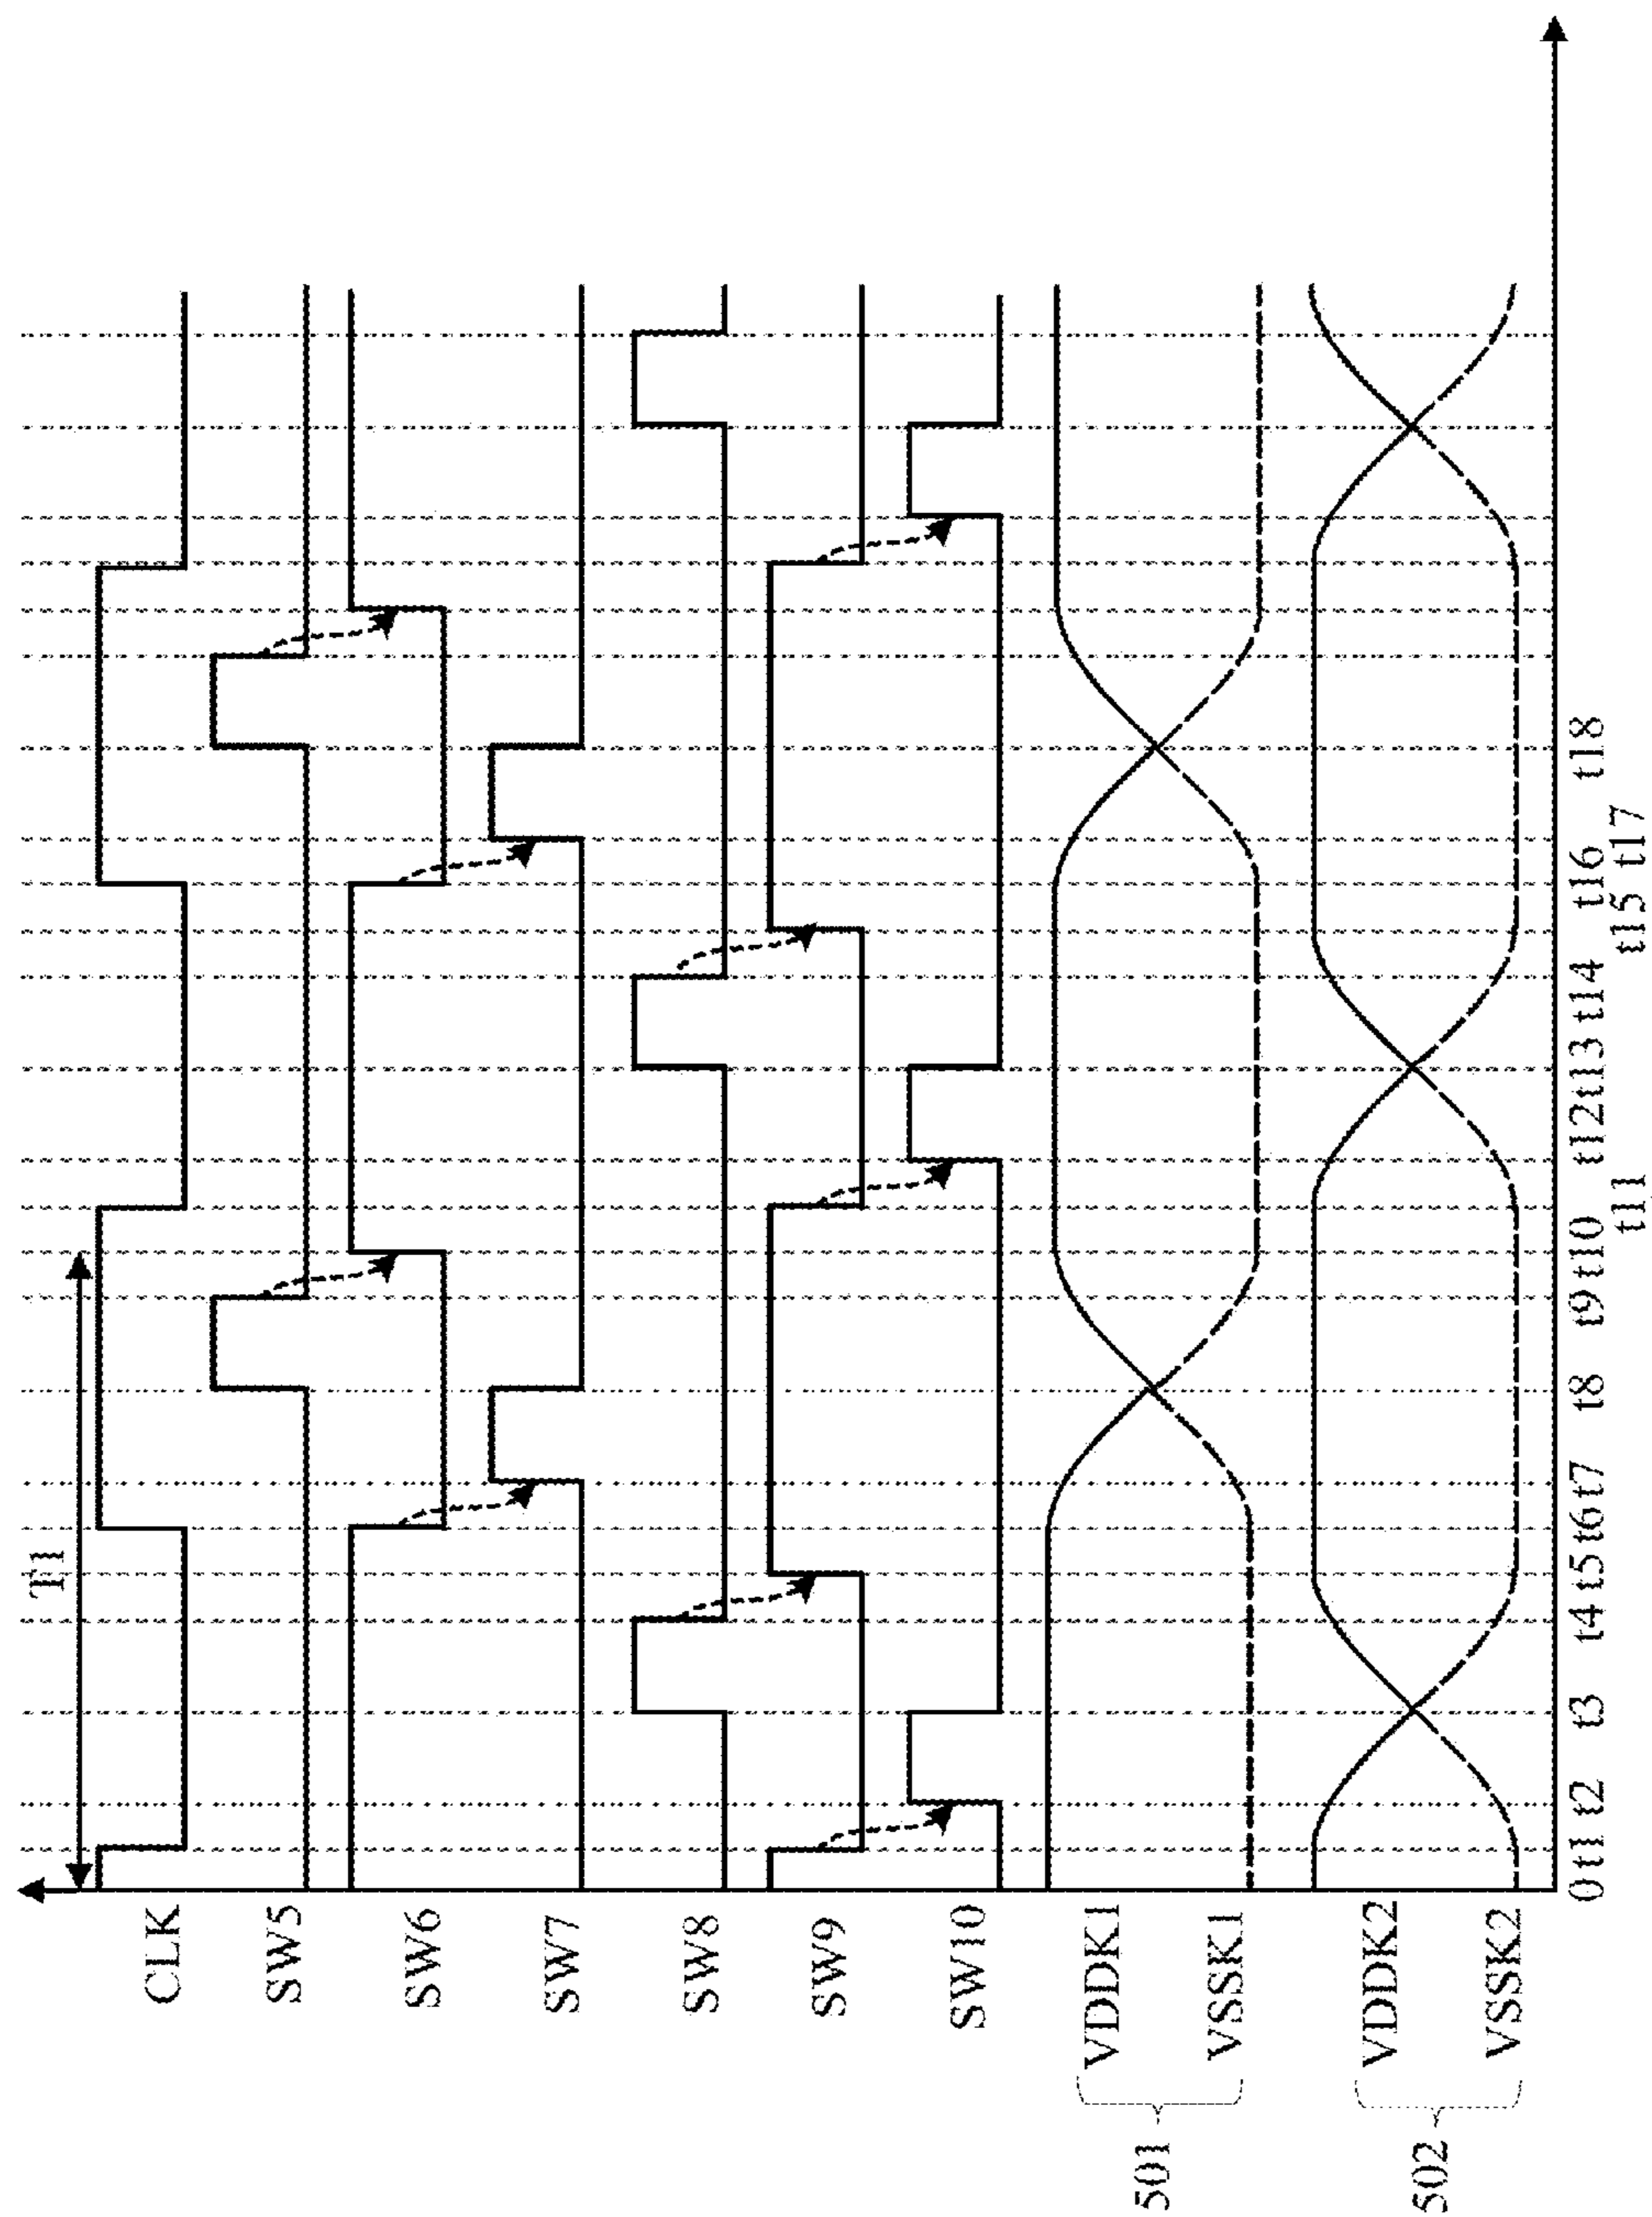 T1
CLK
SW5
SW6
SW7
SW8
SW9
SW10
VDDK1
VSSK1
501
VDDK2
VSSK2
502
0 t1 t2 t3 t4 t5 t6 t7 t8 t9 t10 t12 t13 t14 t16 t18
t11 t15 t17